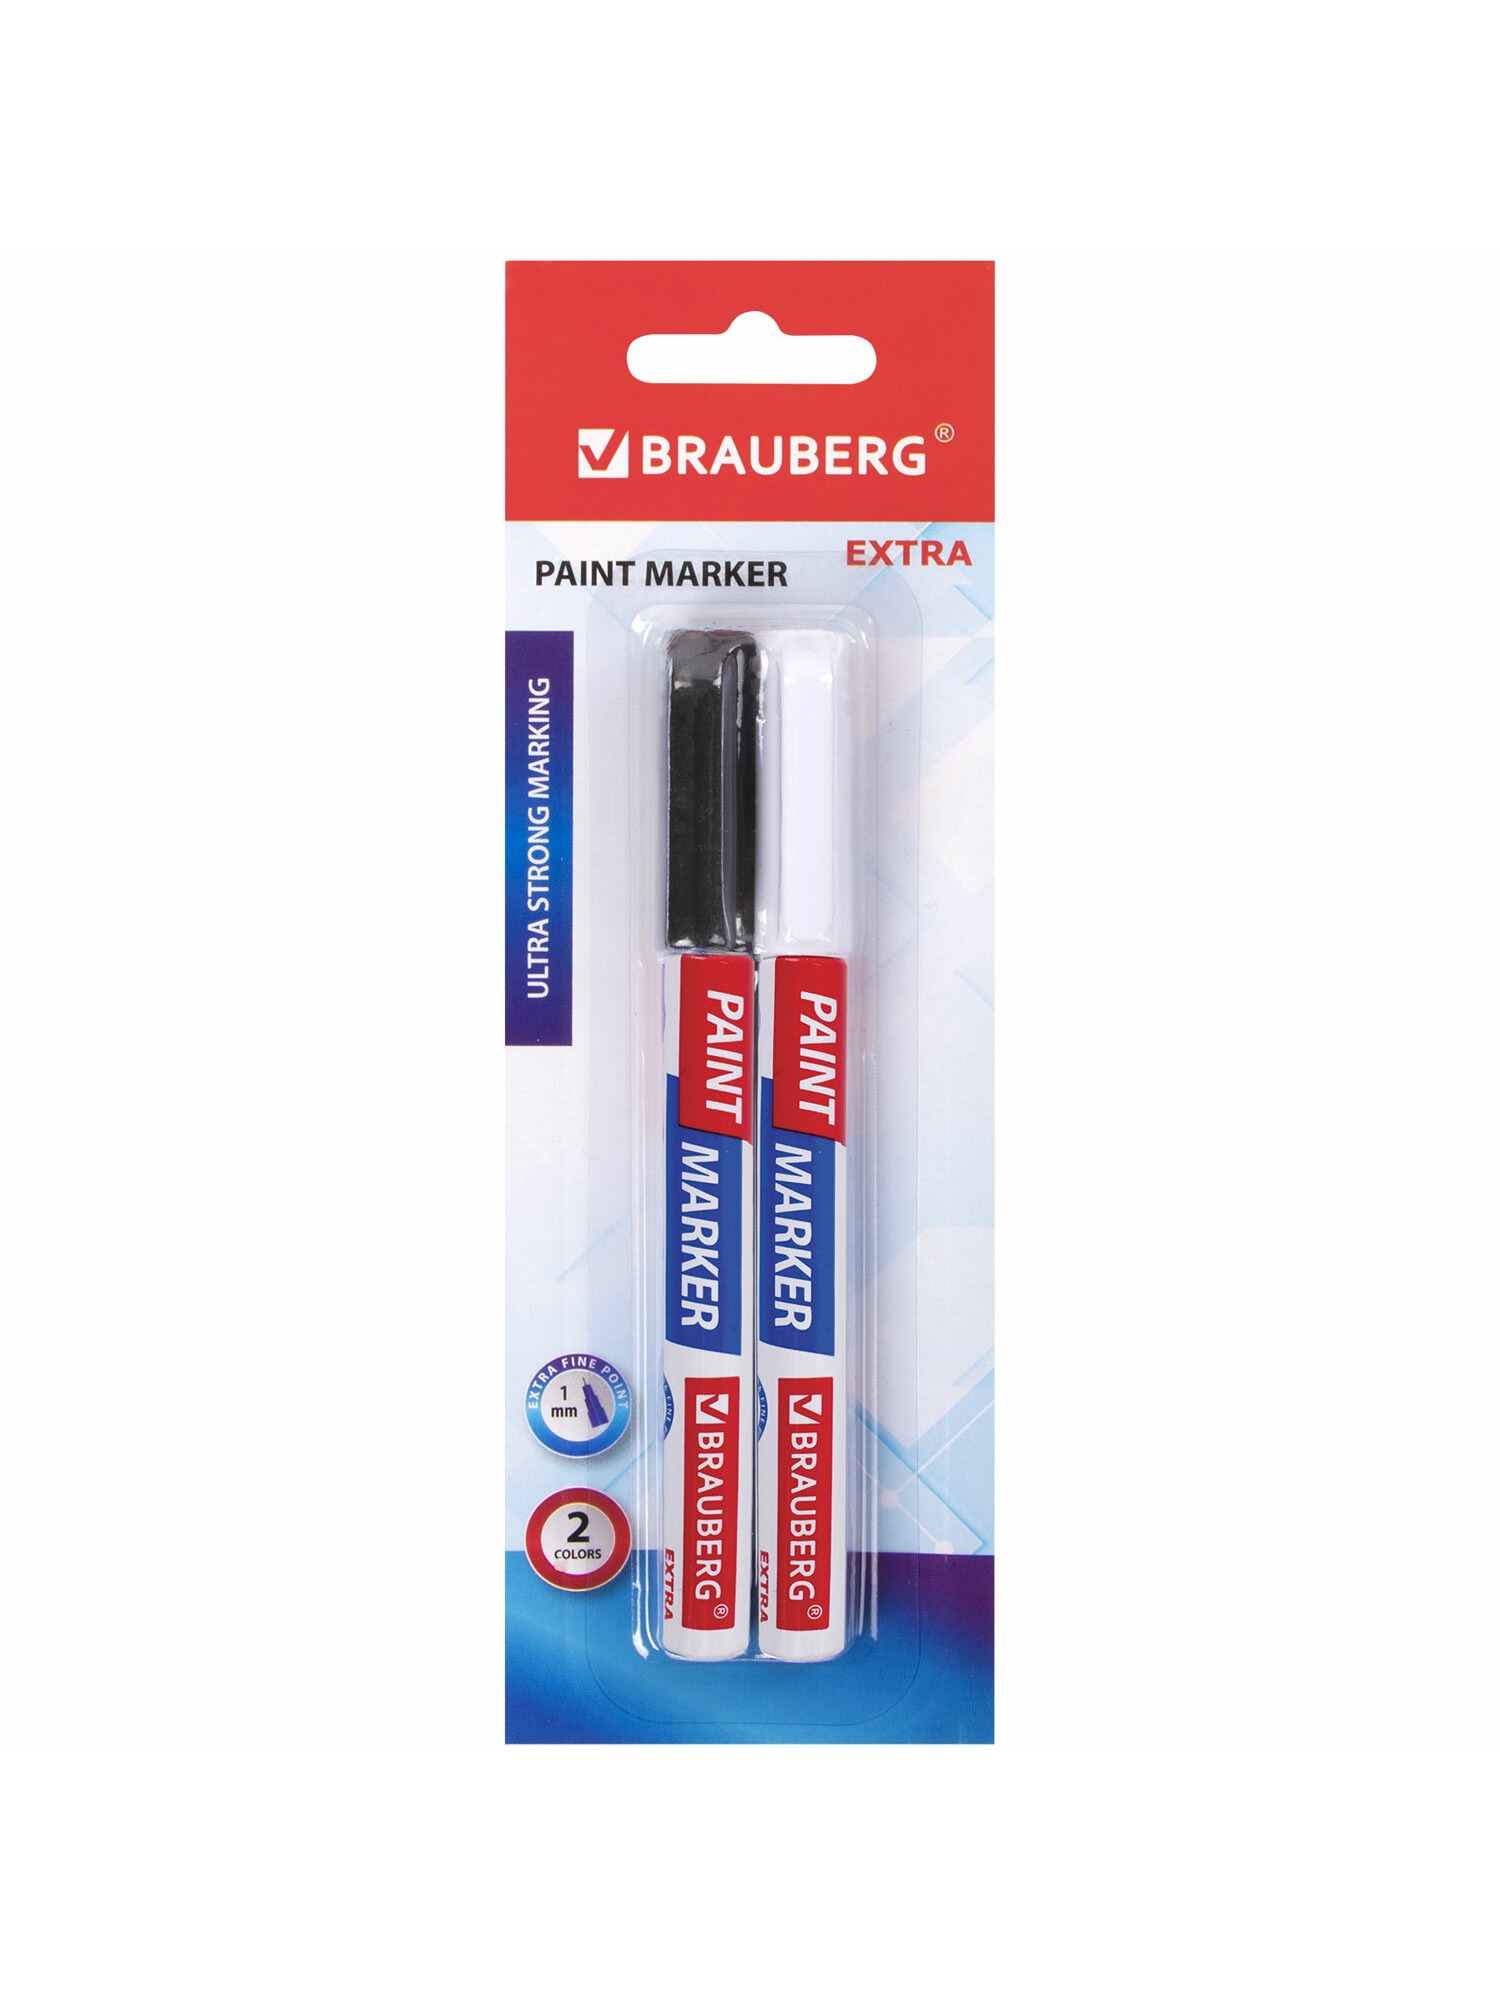 BRAUBERG®
EXTRA
PAINT MARKER
ULTRA STRONG MARKING
PAINT
MARKER
BRAUBERG®
EXTRA
PAINT
MARKER
BRAUBERG®
EXTRA
EXTRA FINE POINT
1
mm
2
COLORS